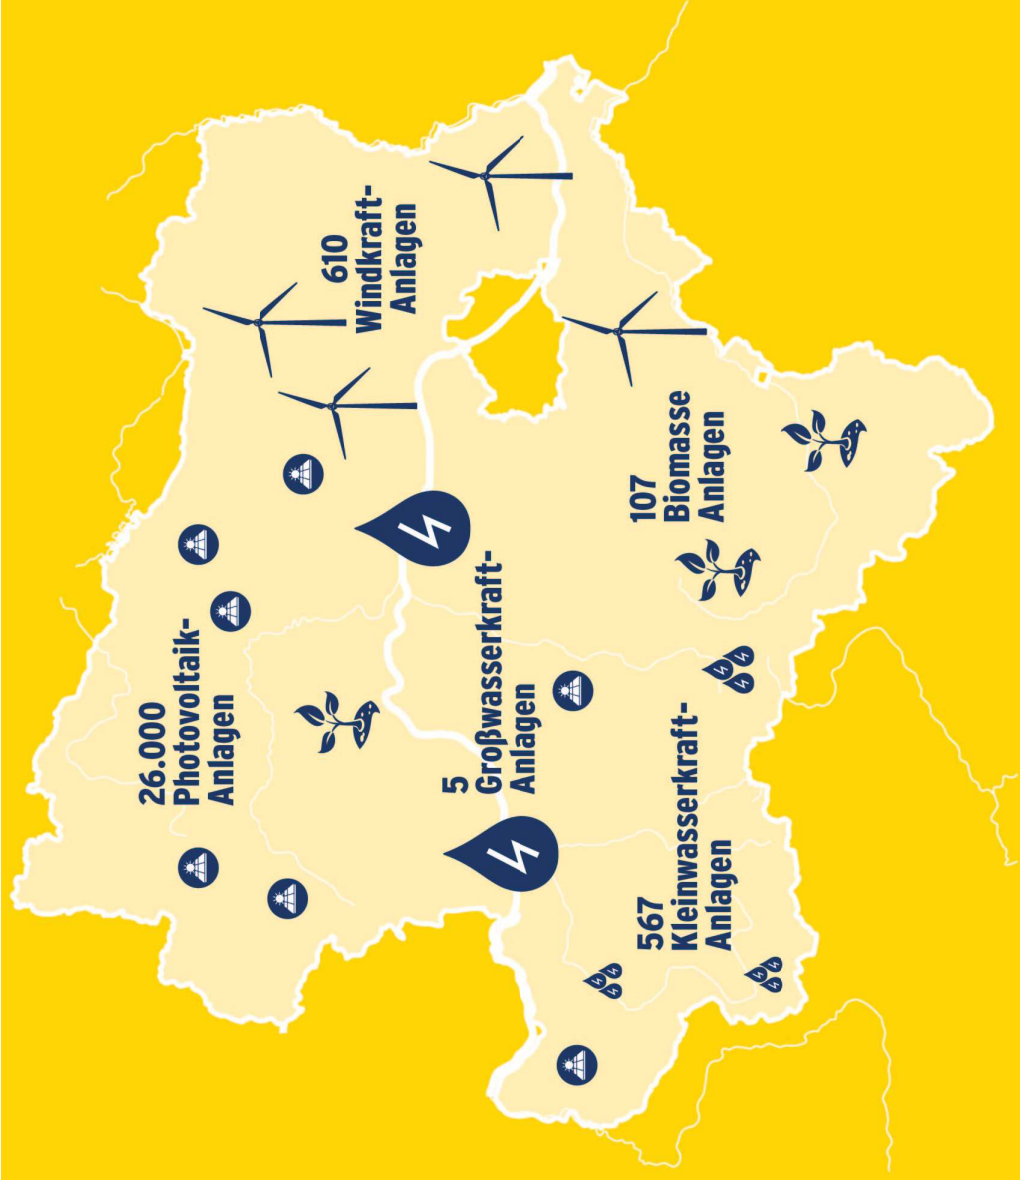 26.000
Photovoltaik-
Anlagen
610
Windkraft-
Anlagen
5
Großwasserkraft-
Anlagen
567
Kleinwasserkraft-
Anlagen
107
Biomasse
Anlagen